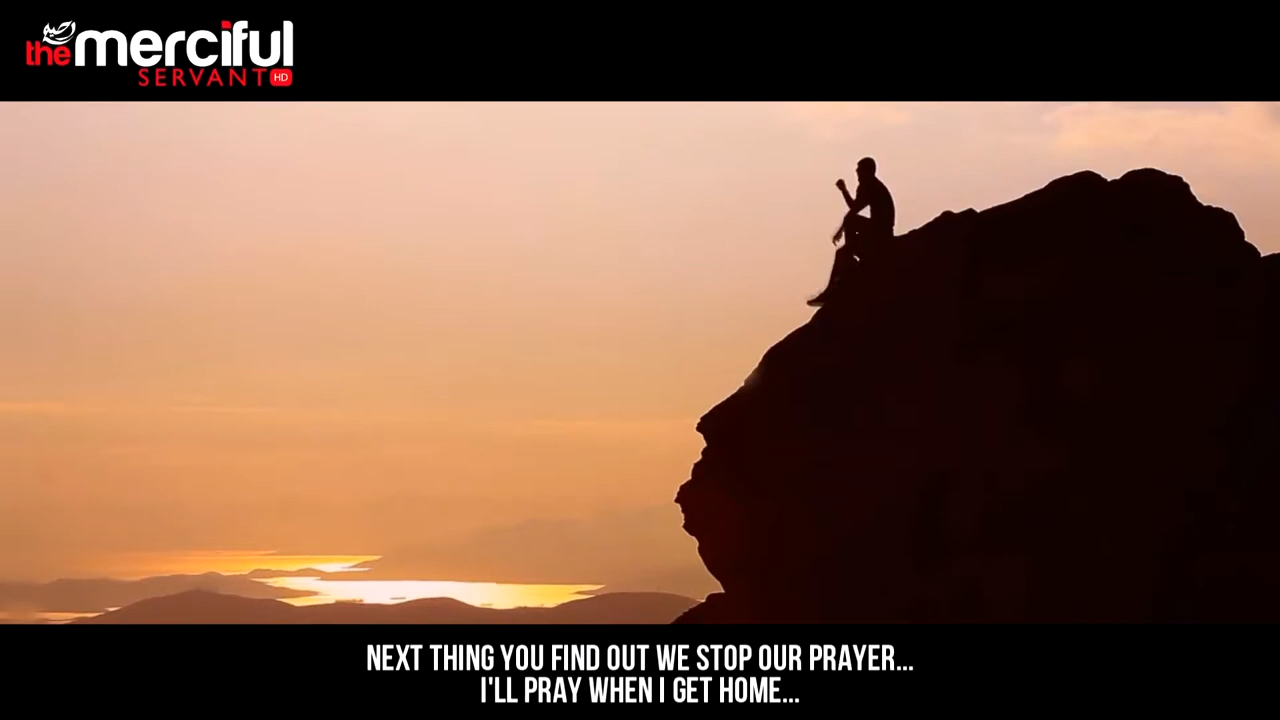 the merciful
SERVANT HD
NEXT THING YOU FIND OUT WE STOP OUR PRAYER...
I'LL PRAY WHEN I GET HOME...